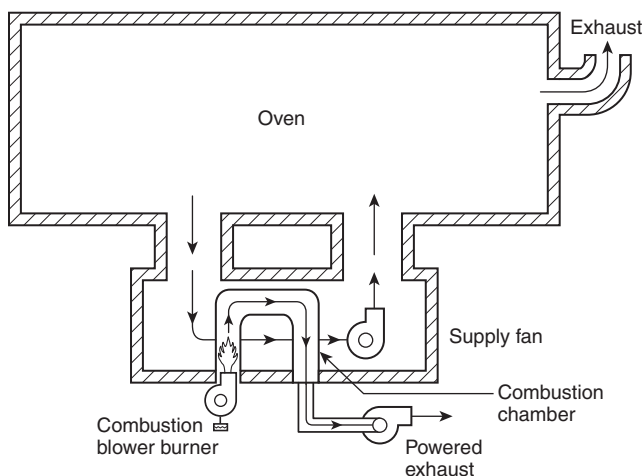 Exhaust
Oven
Supply fan
Combustion
chamber
Combustion
blower burner
Powered
exhaust